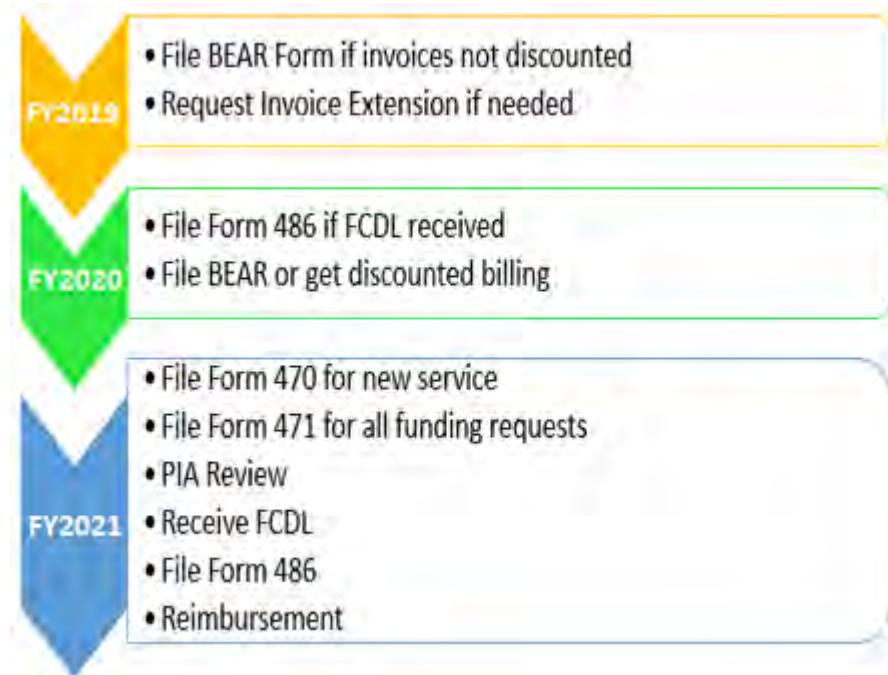 FY2019
• File BEAR Form if invoices not discounted
• Request Invoice Extension if needed
FY2020
• File Form 486 if FCDL received
• File BEAR or get discounted billing
FY2021
• File Form 470 for new service
• File Form 471 for all funding requests
• PIA Review
• Receive FCDL
• File Form 486
• Reimbursement